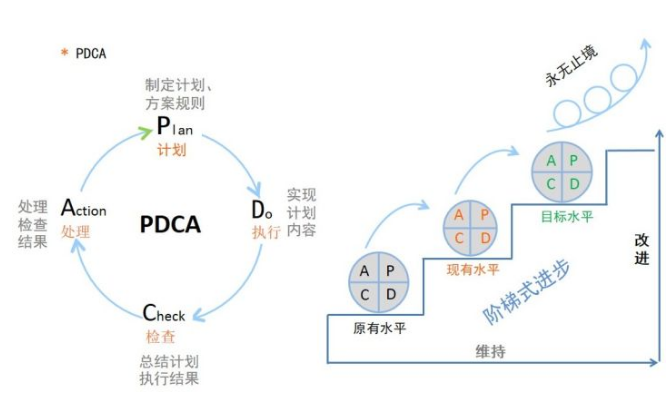 * PDCA
制定计划、
方案规则
Plan
计划
Action
处理
处理
检查
结果
PDCA
Do
执行
实现
计划
内容
Check
检查
总结计划
执行结果
永无止境
A P
C D
目标水平
A P
C D
现有水平
A P
C D
原有水平
阶梯式进步
改
进
维持